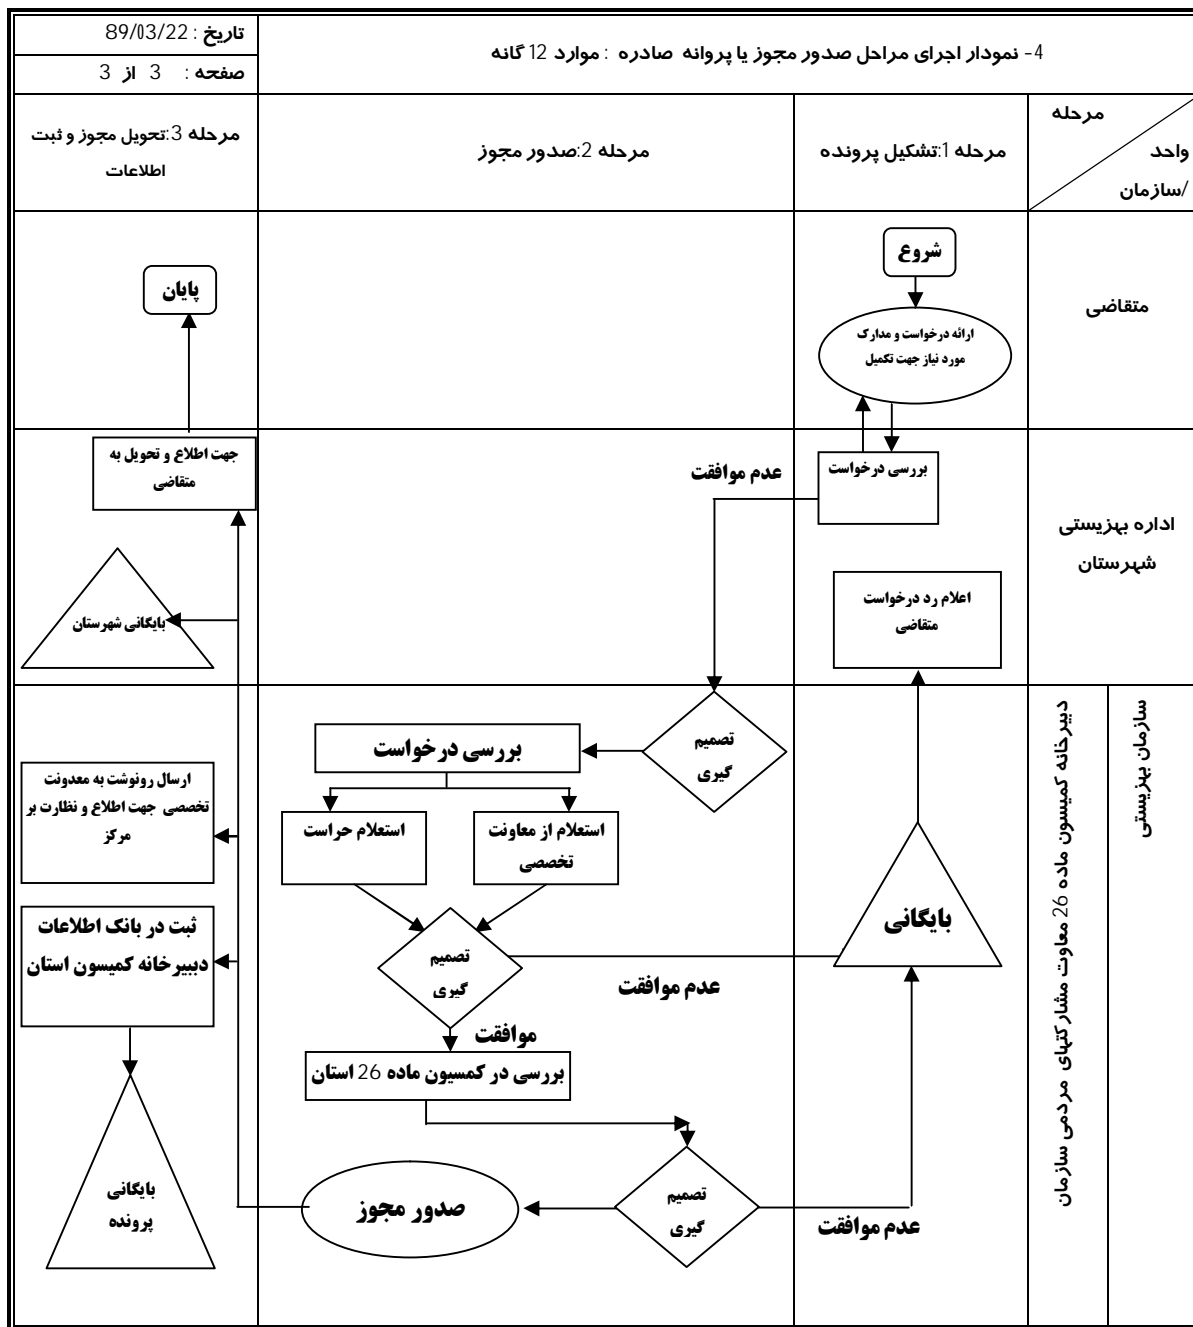 4- نمودار اجرای مراحل صدور مجوز یا پروانه صادره : موارد 12 گانه
تاریخ : 89/03/22
صفحه : 3 از 3
مرحله
واحد
/سازمان
مرحله 1:تشکیل پرونده
مرحله 2:صدور مجوز
مرحله 3:تحویل مجوز و ثبت
اطلاعات
متقاضی
شروع
ارائه درخواست و مدارک
مورد نیاز جهت تکمیل
پایان
اداره بهزیستی
شهرستان
بررسی درخواست
عدم موافقت
اعلام رد درخواست
متقاضی
جهت اطلاع و تحویل به
متقاضی
بایگانی شهرستان
سازمان بهزیستی
دبیرخانه کمیسون ماده 26 معاوت مشارکتهای مردمی سازمان
تصمیم
گیری
بررسی درخواست
استعلام از معاونت
تخصصی
استعلام حراست
تصمیم
گیری
عدم موافقت
بایگانی
موافقت
بررسی در کمسیون ماده 26 استان
تصمیم
گیری
عدم موافقت
صدور مجوز
ارسال رونوشت به معدونت
تخصصی جهت اطلاع و نظارت بر
مرکز
ثبت در بانک اطلاعات
دبییرخانه کمیسون استان
بایگانی
پرونده